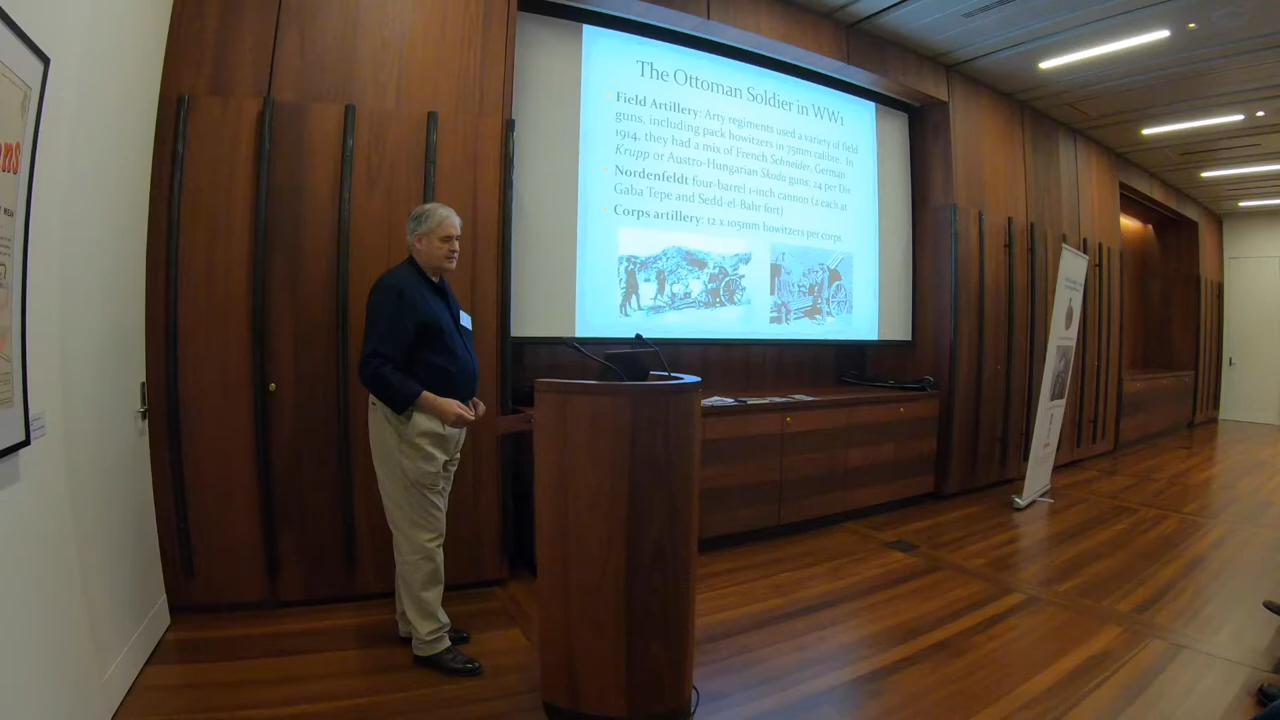 The Ottoman Soldier in WW1
Field Artillery: Arty regiments used a variety of field
guns, including pack howitzers in 75mm calibre. In
1914, they had a mix of French Schneider, German
Krupp or Austro-Hungarian Skoda guns; 24 per Div
Nordenfeldt four-barrel 1-inch cannon (2 each at
Gaba Tepe and Sedd-el-Bahr fort)
Corps artillery: 12 x 105mm howitzers per corps